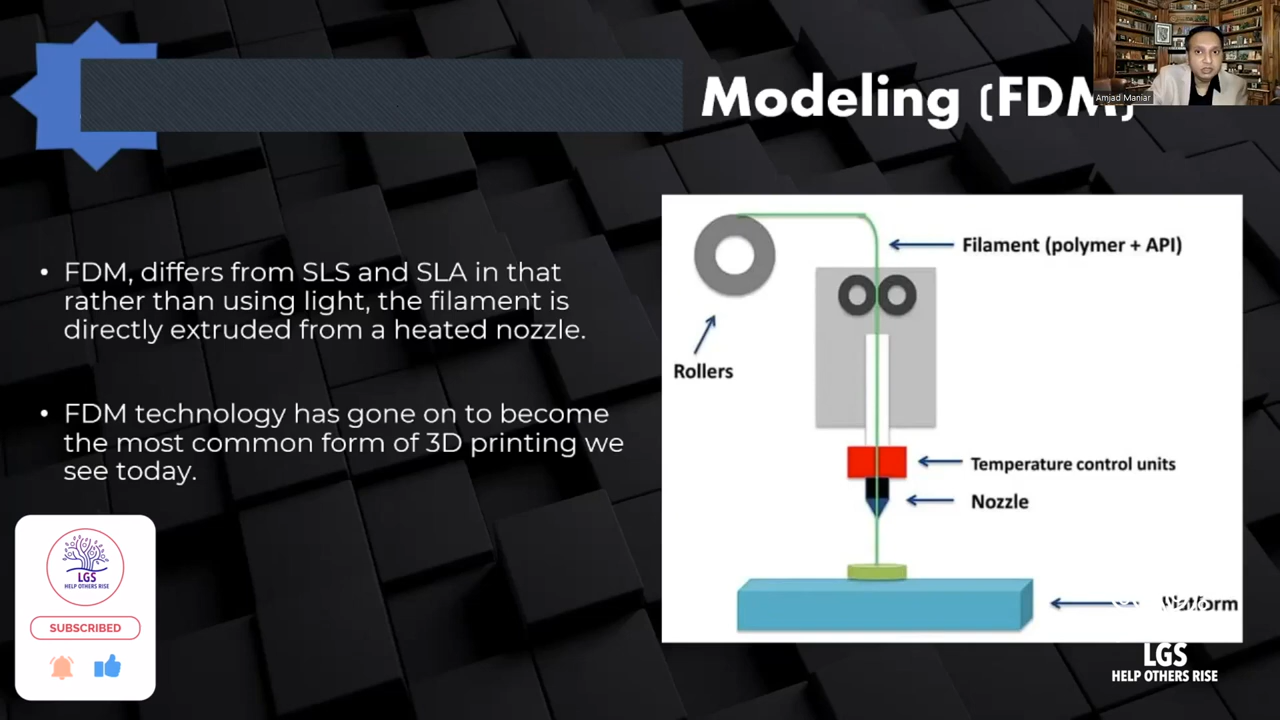 Modeling (FDM)
Amjad Maniar
• FDM, differs from SLS and SLA in that
rather than using light, the filament is
directly extruded from a heated nozzle.
• FDM technology has gone on to become
the most common form of 3D printing we
see today.
Filament (polymer + API)
Rollers
Temperature control units
Nozzle
Platform
LGS
HELP OTHERS RISE
SUBSCRIBED
LGS
HELP OTHERS RISE